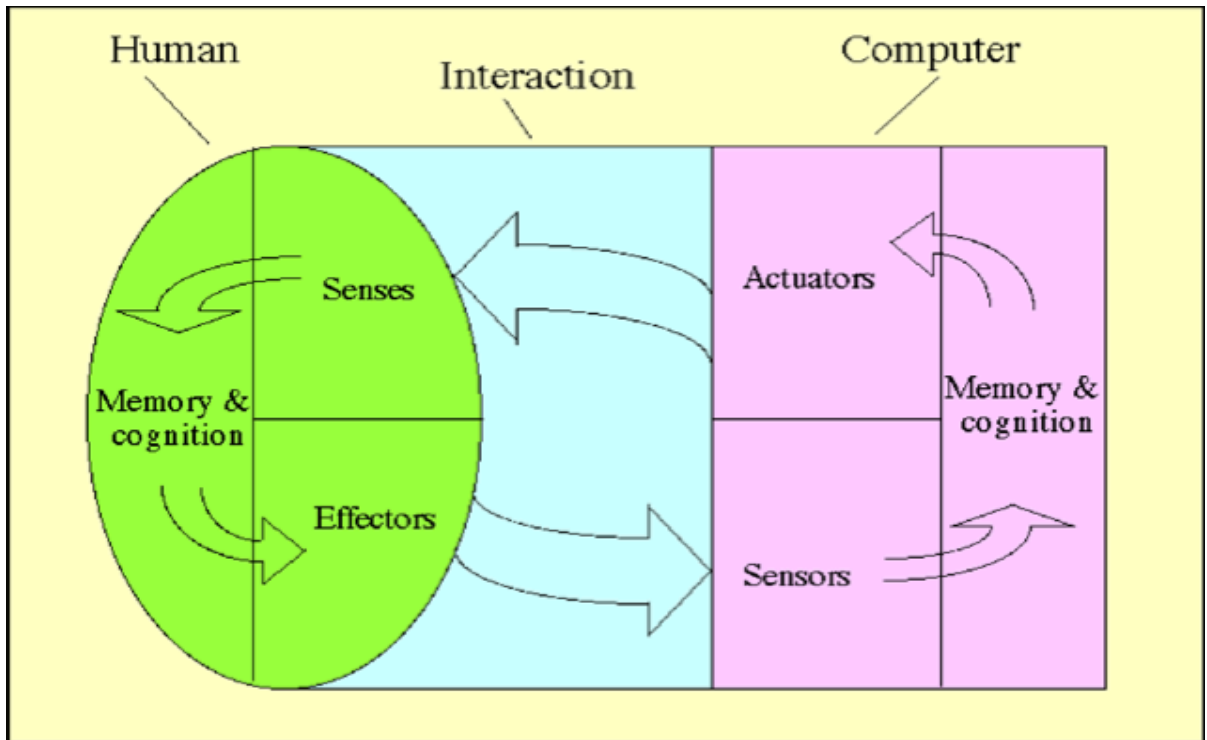 Human
Interaction
Computer
Senses
Actuators
Memory &
cognition
Memory &
cognition
Effectors
Sensors